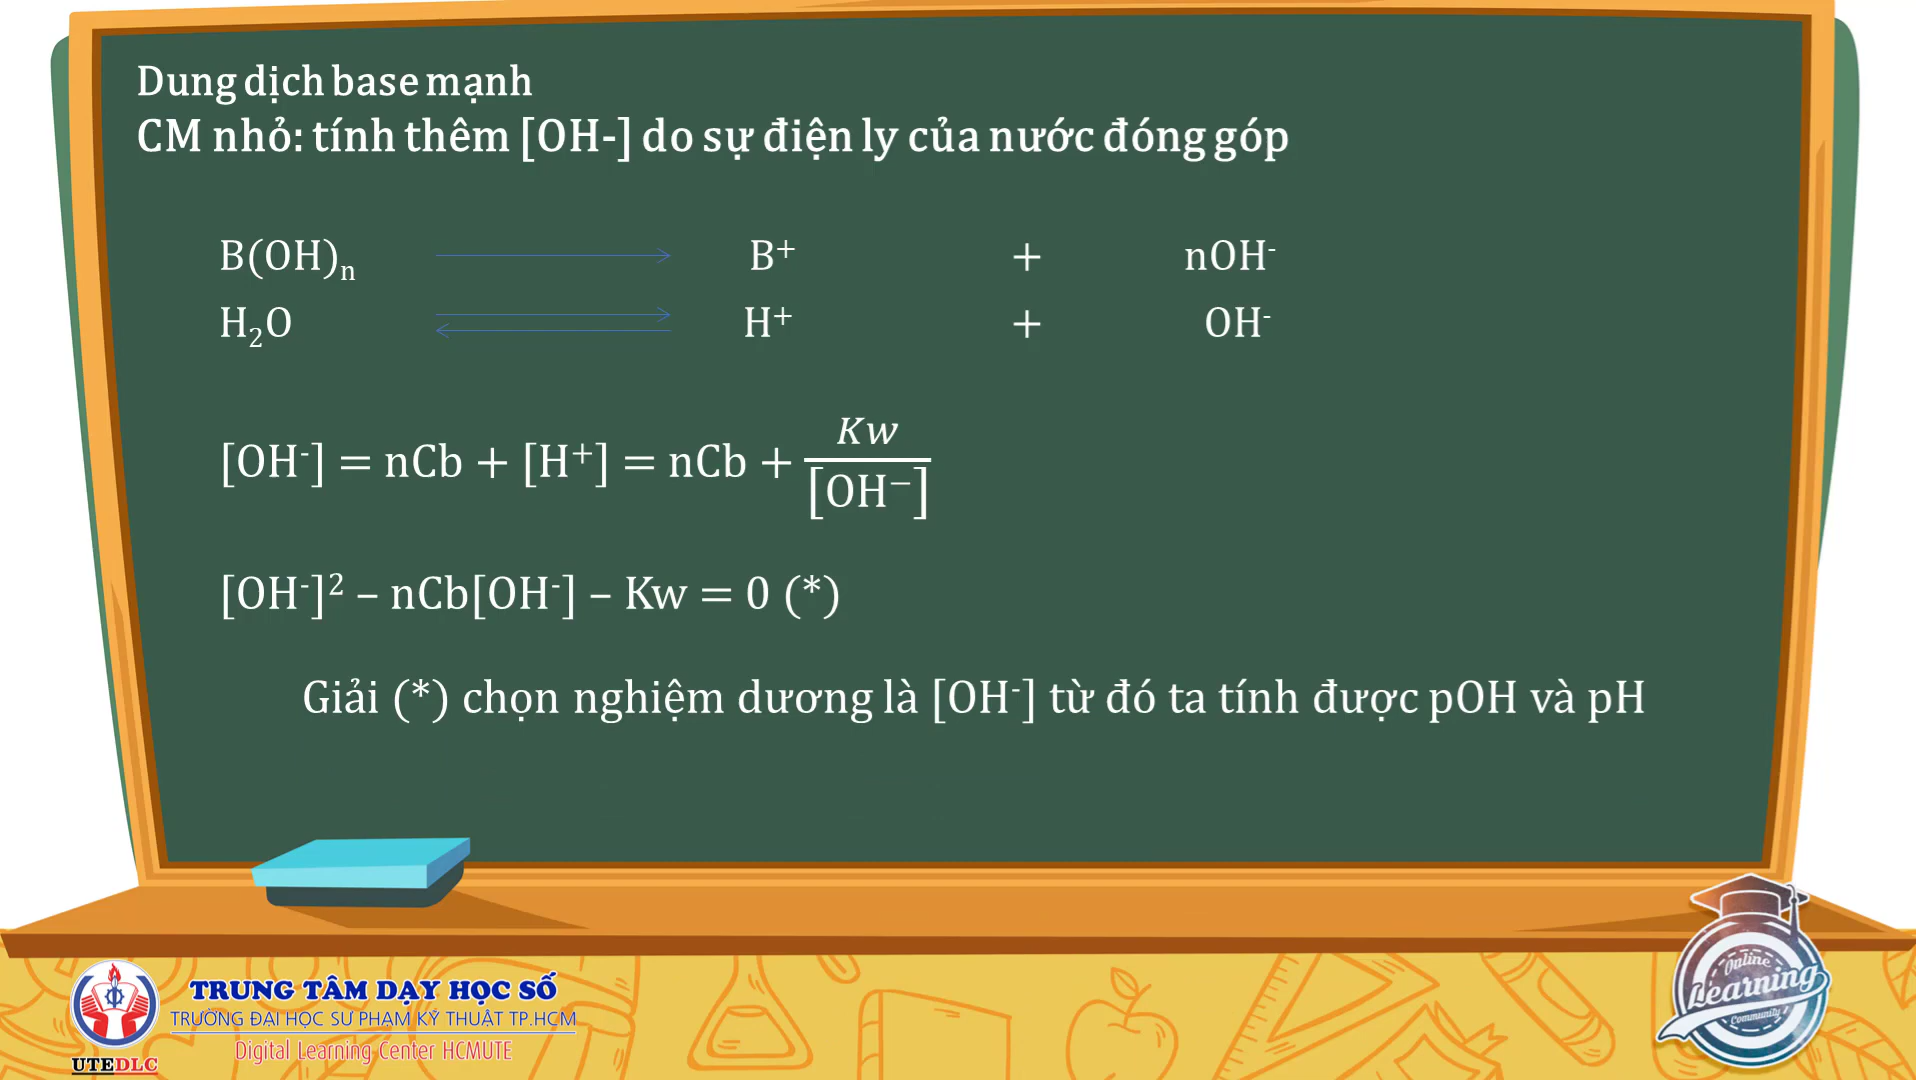 Dung dịch base mạnh
CM nhỏ: tính thêm [OH-] do sự điện ly của nước đóng góp
B(OH)ₙ ⟶ B⁺ + nOH⁻
H₂O ⇄ H⁺ + OH⁻
[OH⁻] = nCb + [H⁺] = nCb + Kw/[OH⁻]
[OH⁻]² – nCb[OH⁻] – Kw = 0 (*)
Giải (*) chọn nghiệm dương là [OH⁻] từ đó ta tính được pOH và pH
TRUNG TÂM DẠY HỌC SỐ
TRƯỜNG ĐẠI HỌC SƯ PHẠM KỸ THUẬT TP.HCM
Digital Learning Center HCMUTE
UTEDLC
Online
Learning
Community